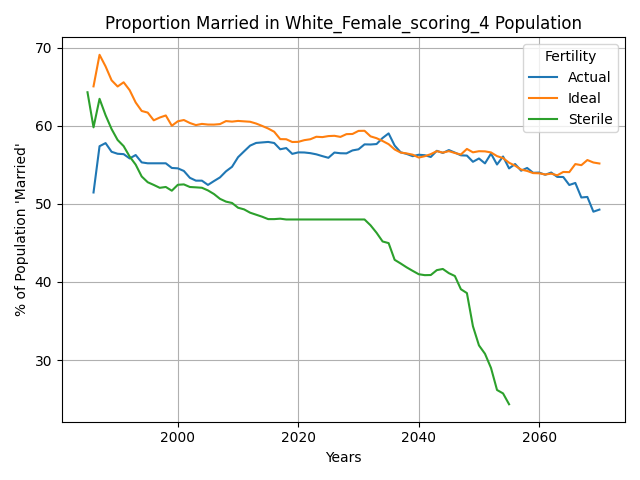 Proportion Married in White_Female_scoring_4 Population
% of Population 'Married'
70
60
50
40
30
Fertility
Actual
Ideal
Sterile
2000 2020 2040 2060
Years